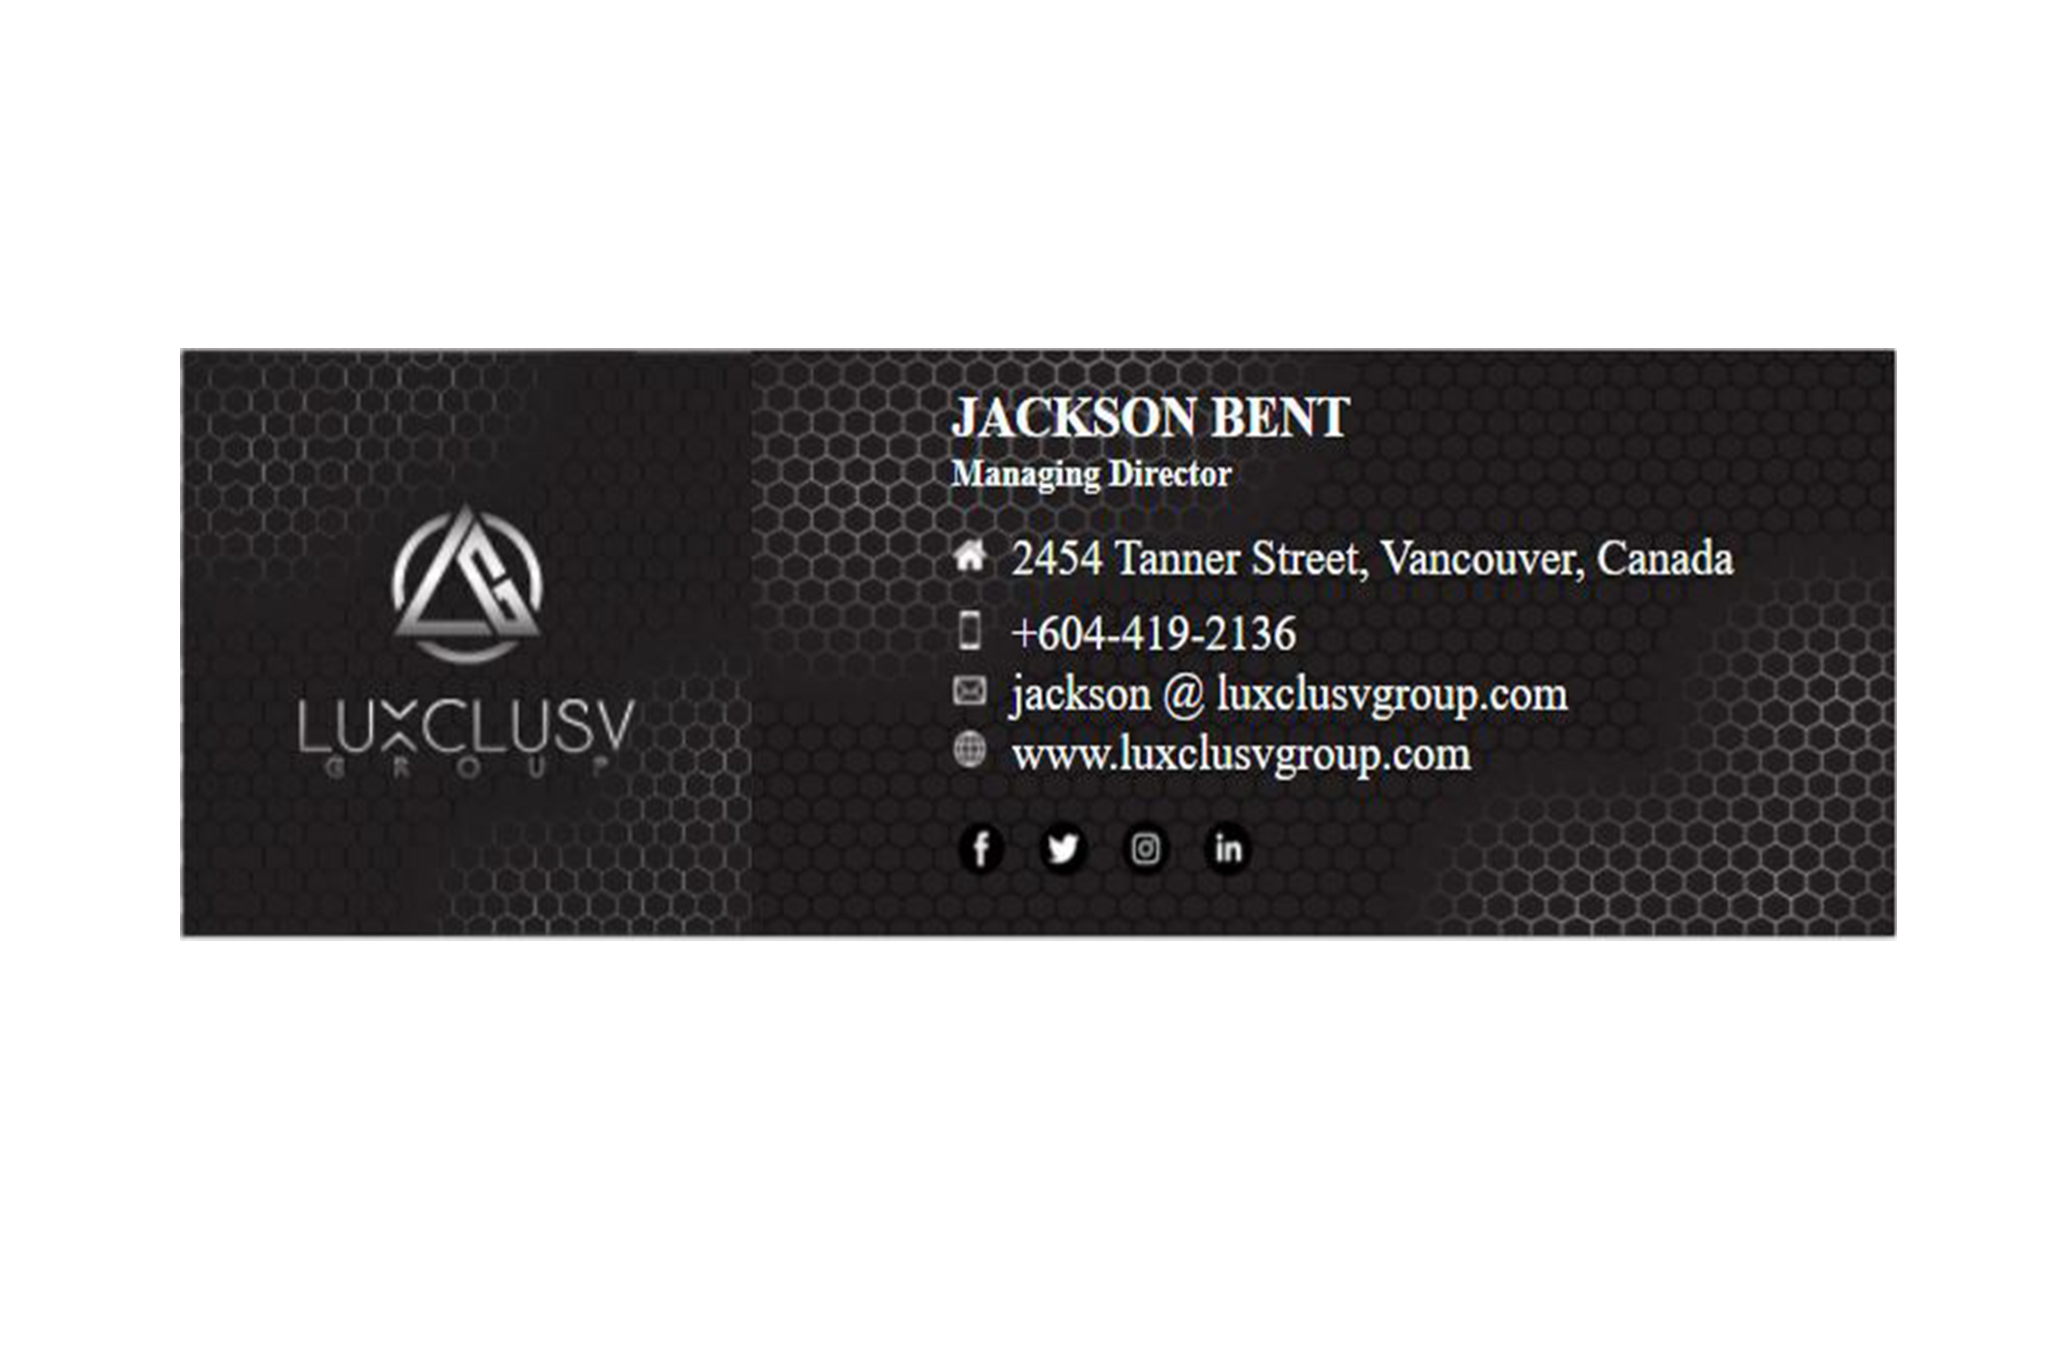 LUXCLUSV
GROUP
JACKSON BENT
Managing Director
2454 Tanner Street, Vancouver, Canada
+604-419-2136
jackson @ luxclusvgroup.com
www.luxclusvgroup.com